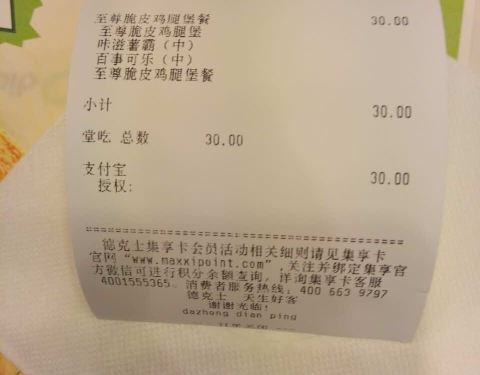 至尊脆皮鸡腿堡餐 30.00
至尊脆皮鸡腿堡
咔滋薯霸(中)
百事可乐(中)
至尊脆皮鸡腿堡餐
小计 30.00
堂吃 总数 30.00
支付宝 30.00
授权:
德克士集享卡会员活动相关细则请见集享卡
官网“www.maxxipoint.com”,关注并绑定集享官
方微信可进行积分余额查询,详询集享卡客服
4001555365。消费者服务热线:400 663 9797
德克士 天生好客
谢谢光临!
dazhong dian ping